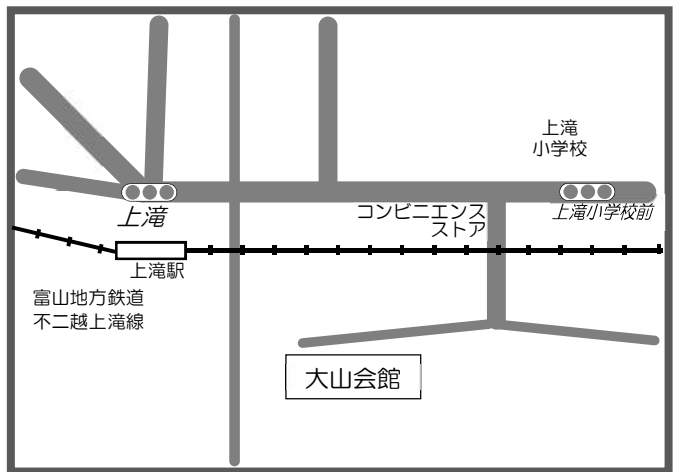 上滝
小学校
コンビニエンス
ストア
上滝小学校前
上滝
上滝駅
富山地方鉄道
不二越上滝線
大山会館